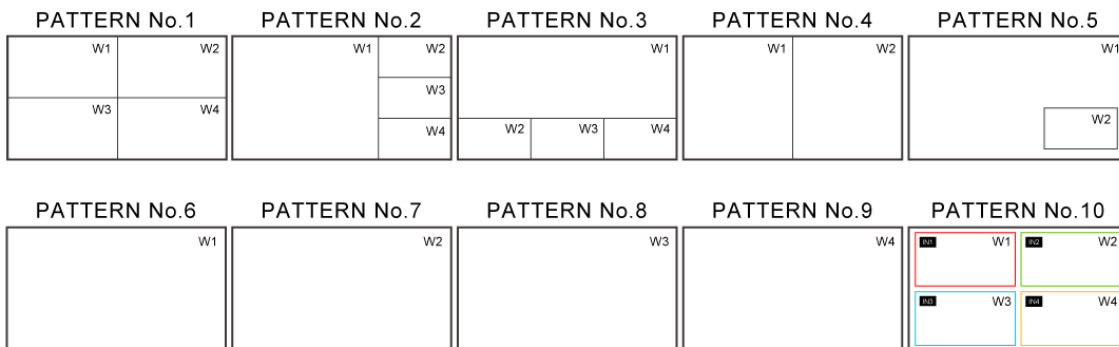 PATTERN No.1 PATTERN No.2 PATTERN No.3 PATTERN No.4 PATTERN No.5
W1 W2 W1 W2 W1 W1 W2 W1
W3
W3 W4 W4 W2 W3 W4 W2
PATTERN No.6 PATTERN No.7 PATTERN No.8 PATTERN No.9 PATTERN No.10
W1 W2 W3 W4 IN1 W1 IN2 W2
IN3 W3 IN4 W4